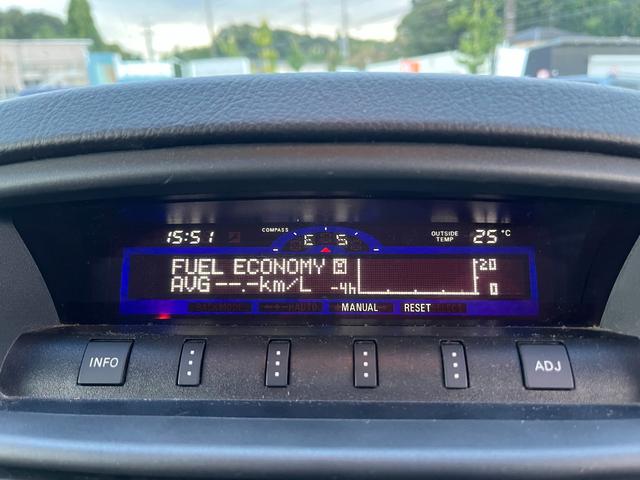 COMPASS
15:51 E S OUTSIDE TEMP 25°C
FUEL ECONOMY M 20
AVG --.-km/L -4h 0
MANUAL RESET
INFO ADJ